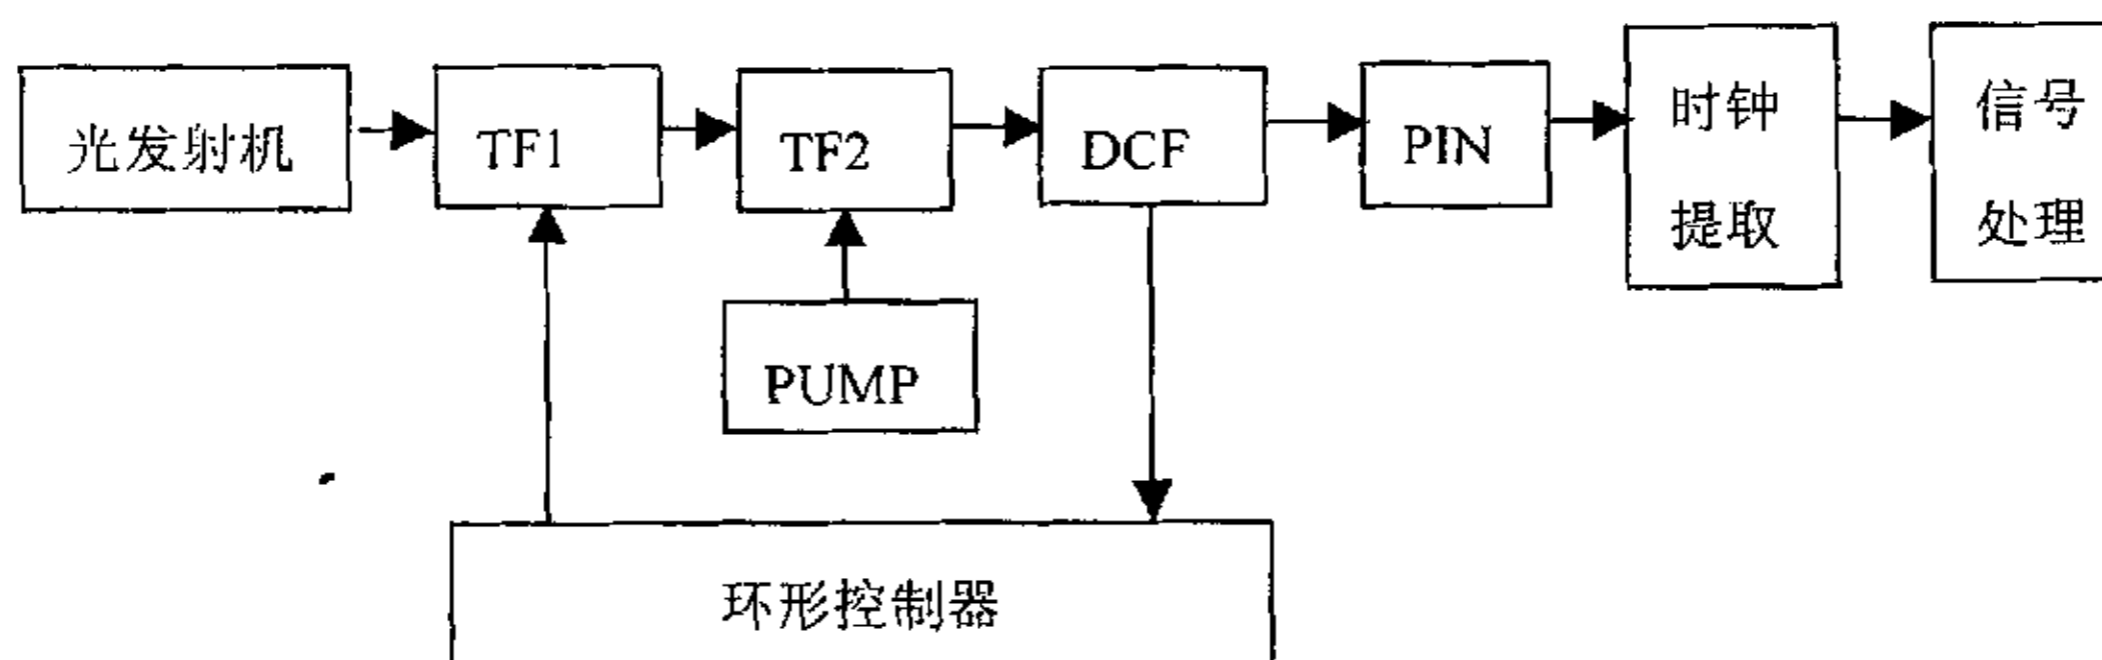 光发射机
TF1
TF2
DCF
PIN
时钟
提取
信号
处理
PUMP
环形控制器